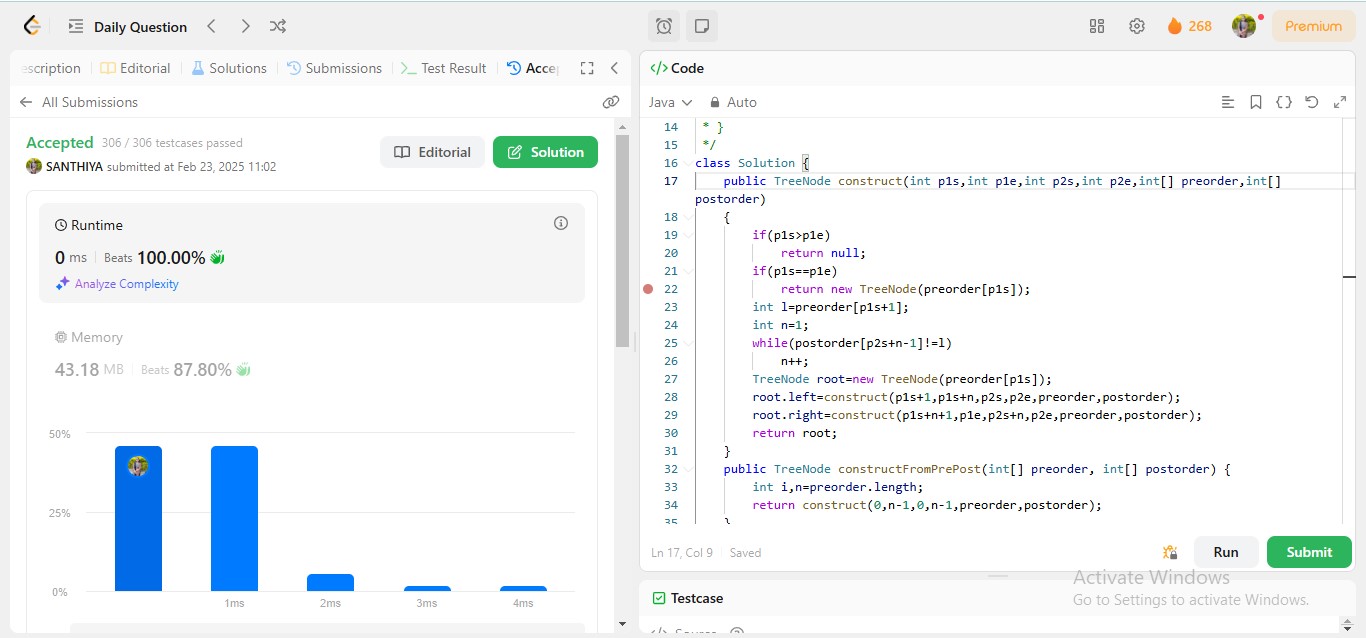 Daily Question
268
Premium
escription
Editorial
Solutions
Submissions
Test Result
Acce
All Submissions
Accepted 306 / 306 testcases passed
SANTHIYA submitted at Feb 23, 2025 11:02
Editorial
Solution
Runtime
0 ms Beats 100.00%
Analyze Complexity
Memory
43.18 MB Beats 87.80%
50%
25%
0%
1ms 2ms 3ms 4ms
</> Code
Java Auto
14 * }
15 */
16 class Solution {
17 public TreeNode construct(int p1s,int p1e,int p2s,int p2e,int[] preorder,int[]
postorder)
18 {
19 if(p1s>p1e)
20 return null;
21 if(p1s==p1e)
22 return new TreeNode(preorder[p1s]);
23 int l=preorder[p1s+1];
24 int n=1;
25 while(postorder[p2s+n-1]!=l)
26 n++;
27 TreeNode root=new TreeNode(preorder[p1s]);
28 root.left=construct(p1s+1,p1s+n,p2s,p2e,preorder,postorder);
29 root.right=construct(p1s+n+1,p1e,p2s+n,p2e,preorder,postorder);
30 return root;
31 }
32 public TreeNode constructFromPrePost(int[] preorder, int[] postorder) {
33 int i,n=preorder.length;
34 return construct(0,n-1,0,n-1,preorder,postorder);
35 }
Ln 17, Col 9 Saved
Run
Submit
Activate Windows
Go to Settings to activate Windows.
Testcase
</> Source